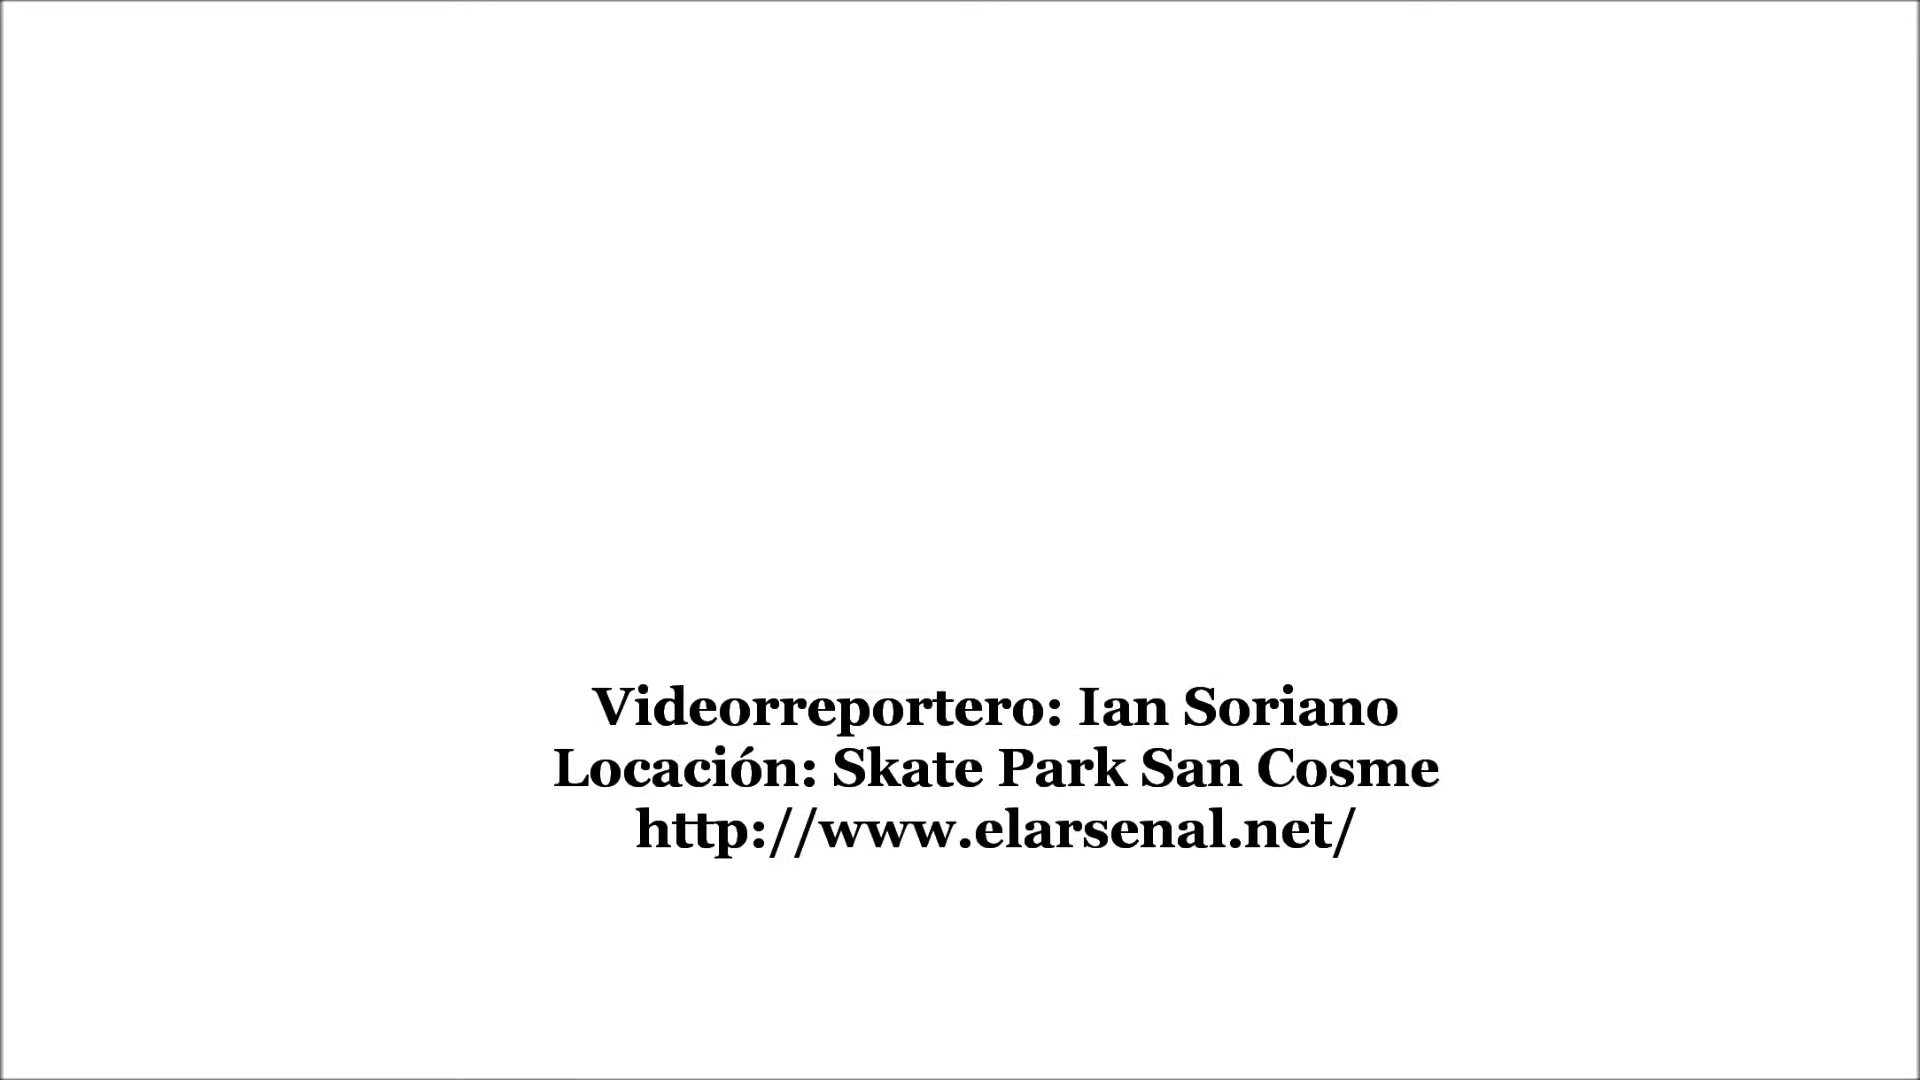 Videorreportero: Ian Soriano
Locación: Skate Park San Cosme
http://www.elarsenal.net/